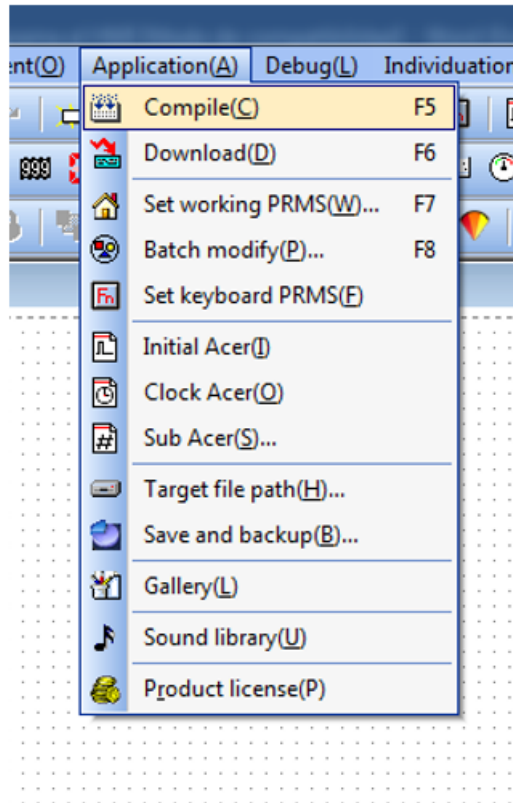 ent(O) Application(A) Debug(L) Individuation
Compile(C) F5
999
Download(D) F6
Set working PRMS(W)... F7
Batch modify(P)... F8
Fn Set keyboard PRMS(F)
Initial Acer(I)
Clock Acer(O)
# Sub Acer(S)...
Target file path(H)...
Save and backup(B)...
Gallery(L)
Sound library(U)
Product license(P)